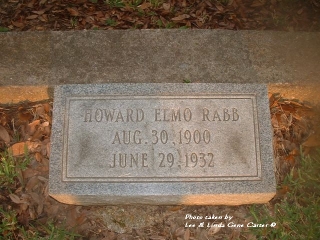 HOWARD ELMO RABB
AUG. 30. 1900
JUNE 29. 1932
Photo taken by
Lee & Linda Gene Carter ©